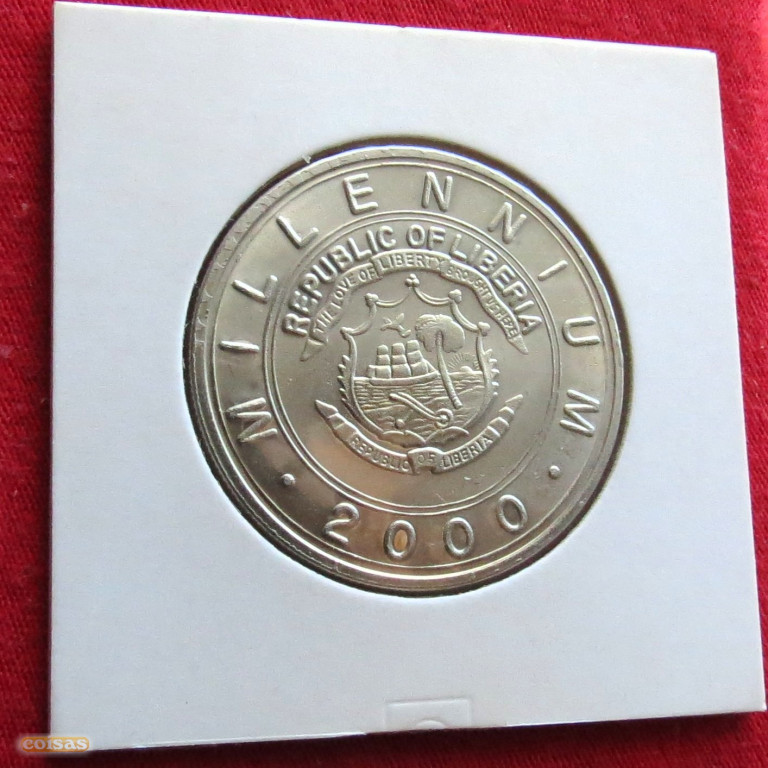 MILLENNIUM
REPUBLIC OF LIBERIA
THE LOVE OF LIBERTY BROUGHT US HERE
REPUBLIC OF LIBERIA
· 2000 ·
coisas